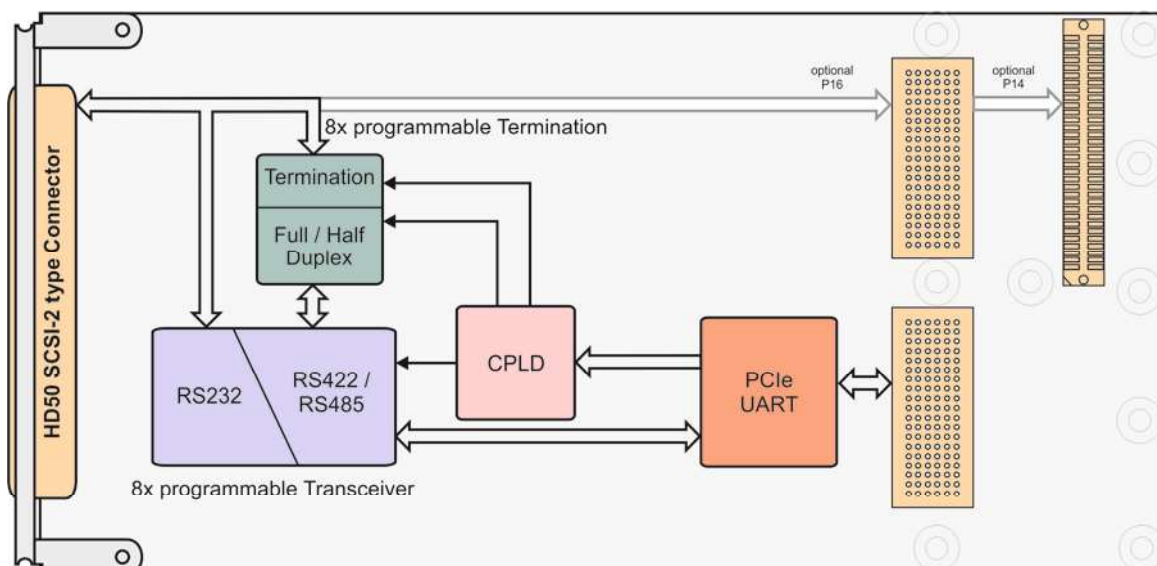 optional
P16
optional
P14
8x programmable Termination
HD50 SCSI-2 type Connector
Termination
Full / Half
Duplex
RS232
RS422 /
RS485
CPLD
PCIe
UART
8x programmable Transceiver